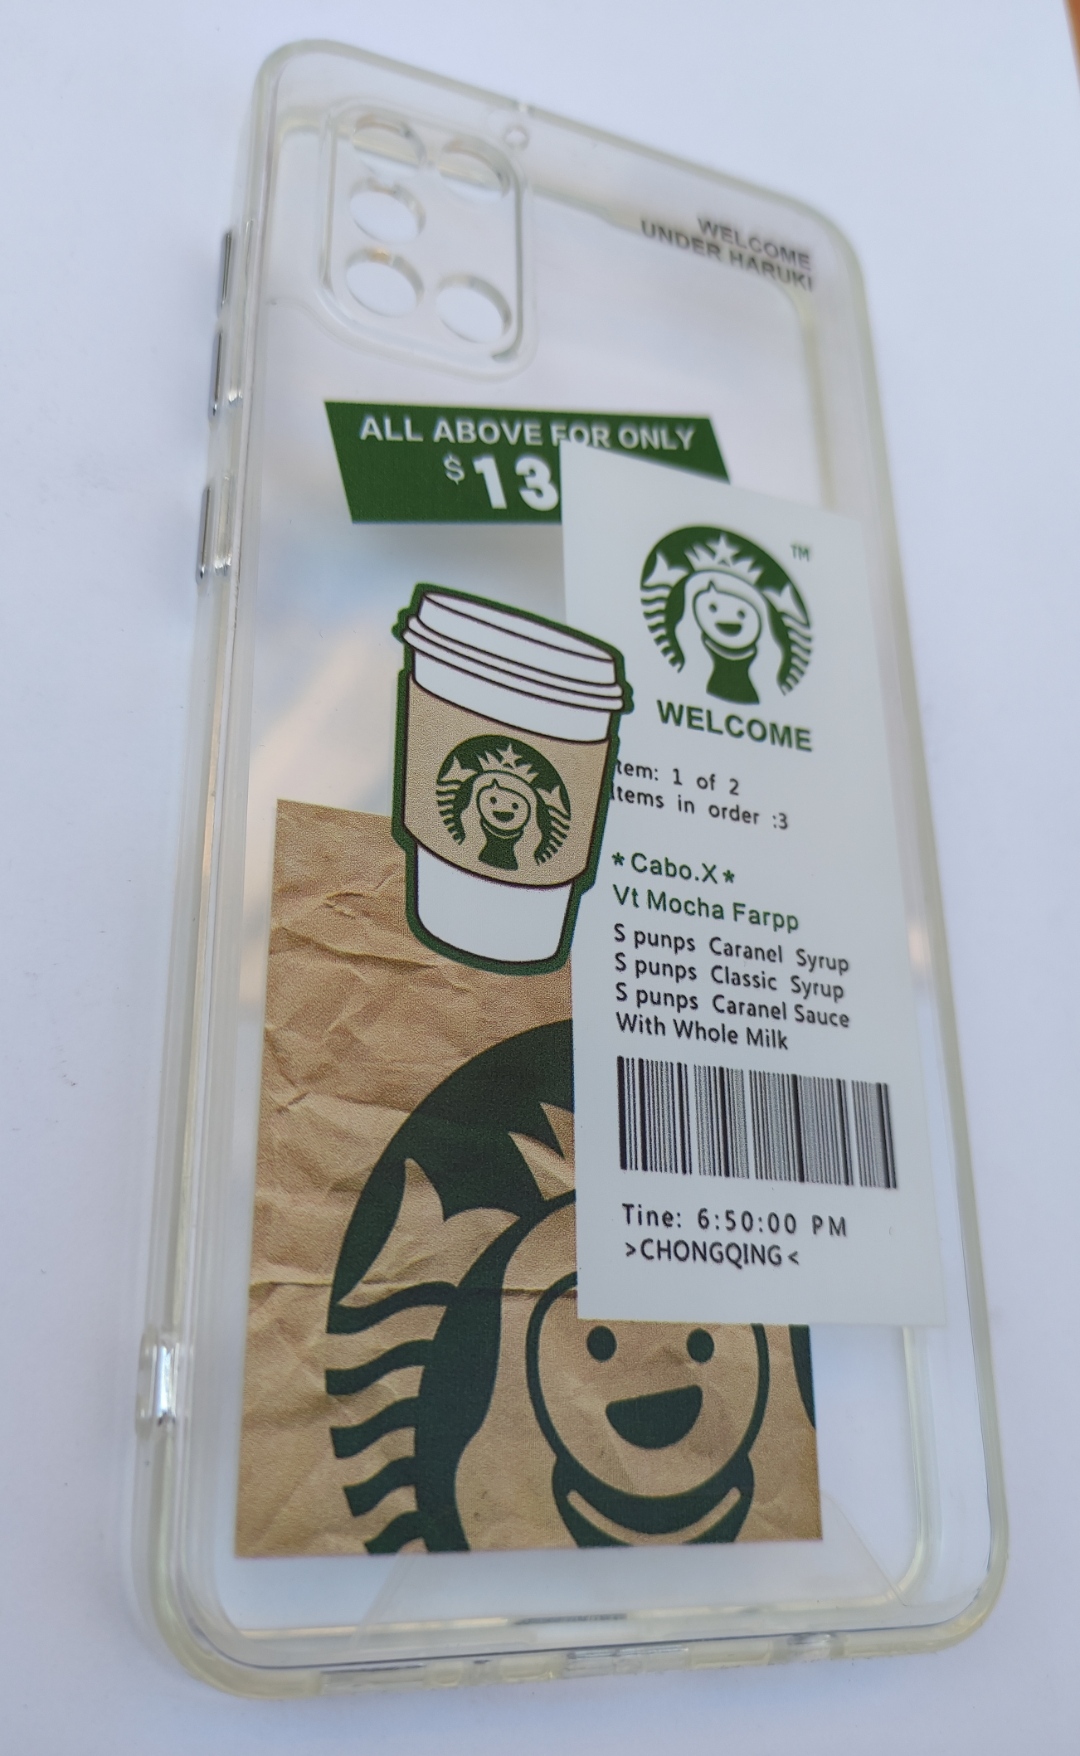 WELCOME
UNDER HARUKI
ALL ABOVE FOR ONLY
$13
TM
WELCOME
tem: 1 of 2
Items in order :3
*Cabo.X*
Vt Mocha Farpp
S punps Caranel Syrup
S punps Classic Syrup
S punps Caranel Sauce
With Whole Milk
Tine: 6:50:00 PM
>CHONGQING<